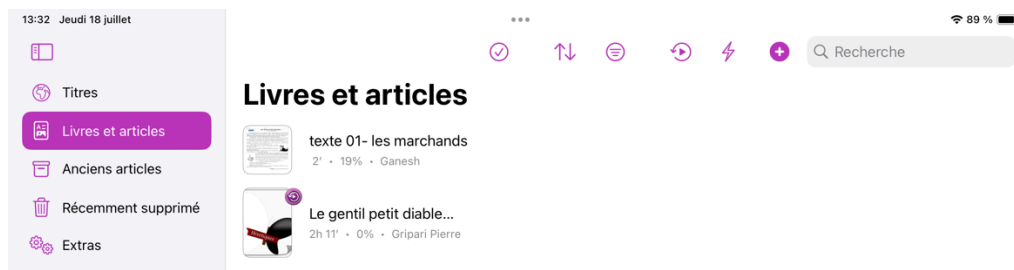 13:32 Jeudi 18 juillet
89 %
Recherche
Titres
Livres et articles
Anciens articles
Récemment supprimé
Extras
Livres et articles
texte 01- les marchands
2' • 19% • Ganesh
Le gentil petit diable...
2h 11' • 0% • Gripari Pierre